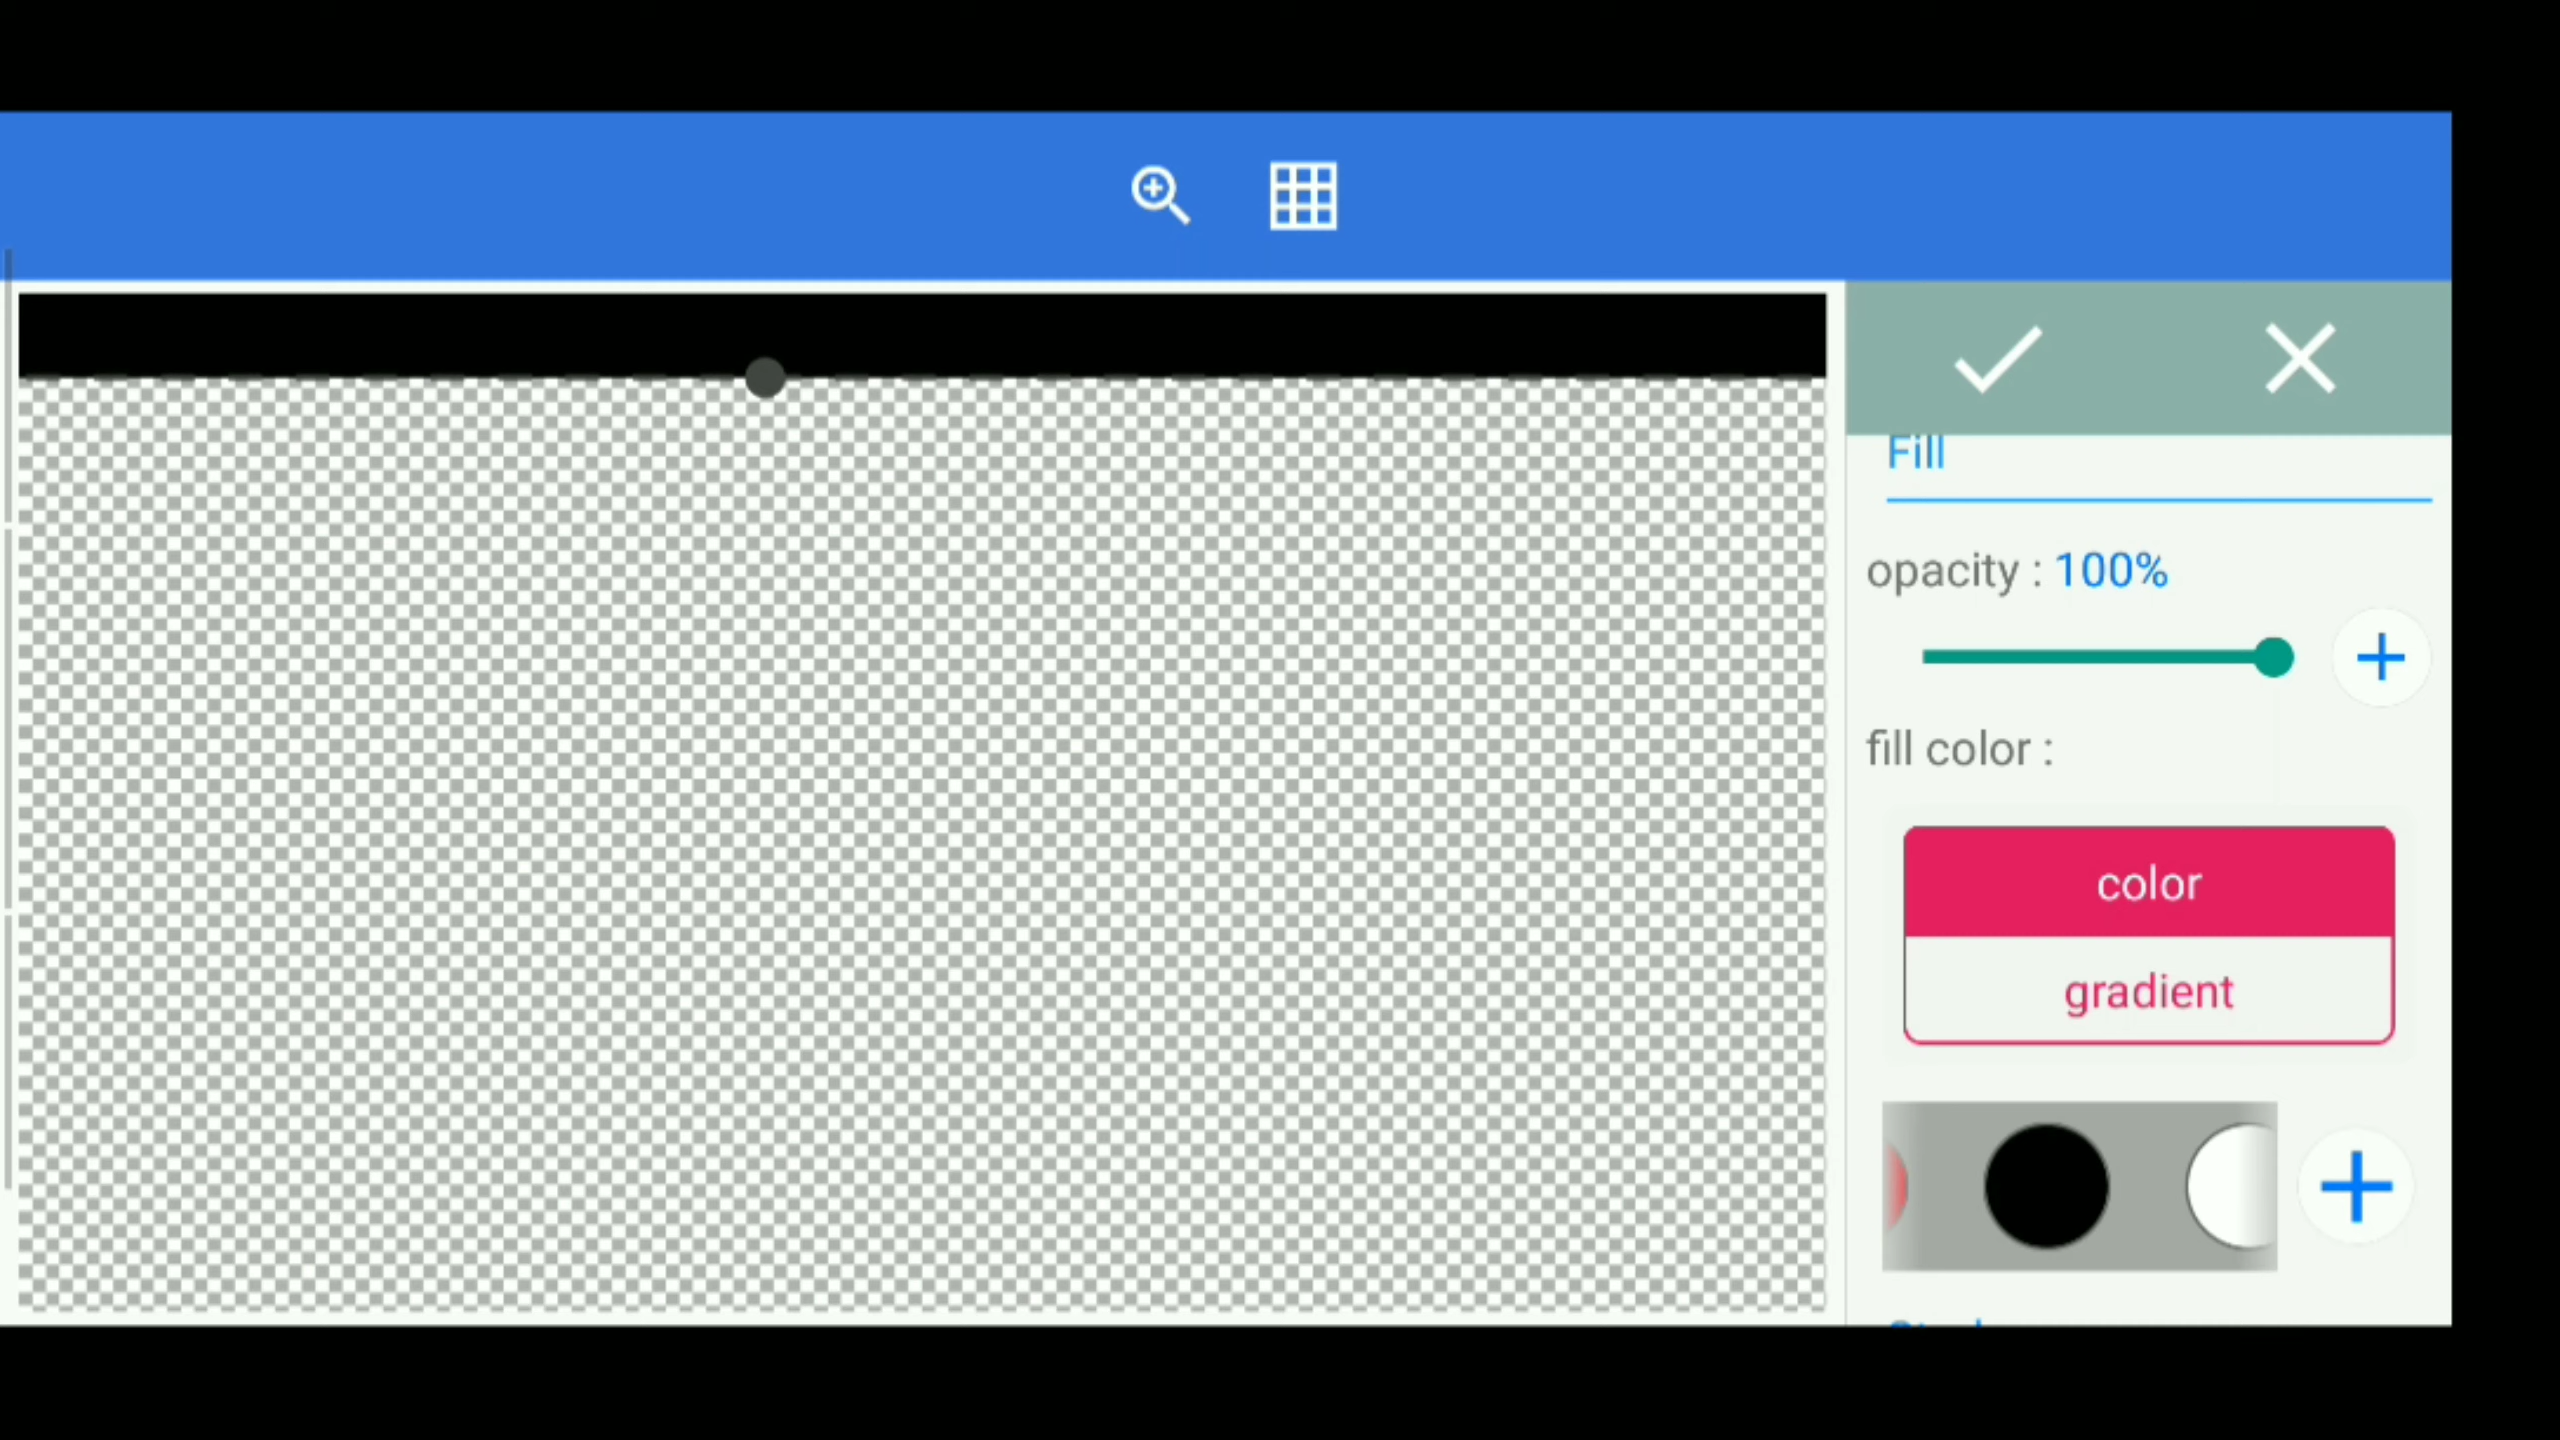 Fill
opacity : 100%
fill color :
color
gradient